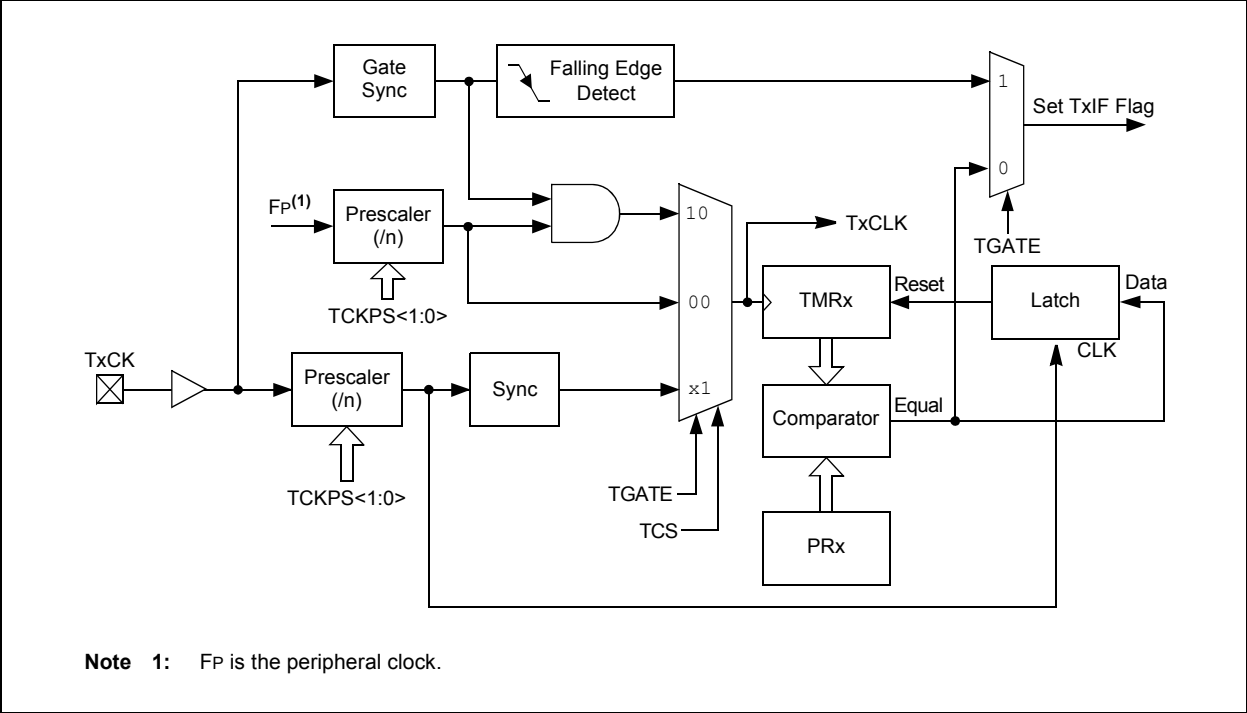 Gate
Sync
Falling Edge
Detect
1
Set TxIF Flag
0
TGATE
FP(1)
Prescaler
(/n)
TCKPS<1:0>
10
00
x1
TxCLK
TMRx
Reset
Latch
Data
CLK
TxCK
Prescaler
(/n)
TCKPS<1:0>
Sync
Comparator
Equal
TGATE
TCS
PRx
Note 1: FP is the peripheral clock.